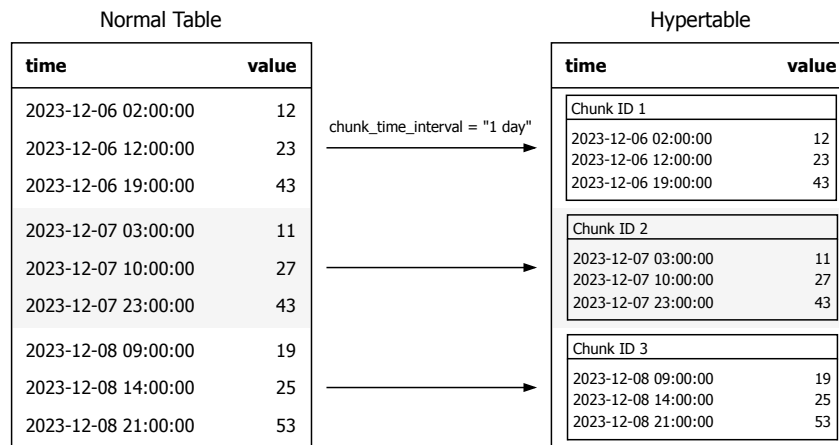 Normal Table
time value
2023-12-06 02:00:00 12
2023-12-06 12:00:00 23
2023-12-06 19:00:00 43
2023-12-07 03:00:00 11
2023-12-07 10:00:00 27
2023-12-07 23:00:00 43
2023-12-08 09:00:00 19
2023-12-08 14:00:00 25
2023-12-08 21:00:00 53
chunk_time_interval = "1 day"
Hypertable
time value
Chunk ID 1
2023-12-06 02:00:00 12
2023-12-06 12:00:00 23
2023-12-06 19:00:00 43
Chunk ID 2
2023-12-07 03:00:00 11
2023-12-07 10:00:00 27
2023-12-07 23:00:00 43
Chunk ID 3
2023-12-08 09:00:00 19
2023-12-08 14:00:00 25
2023-12-08 21:00:00 53